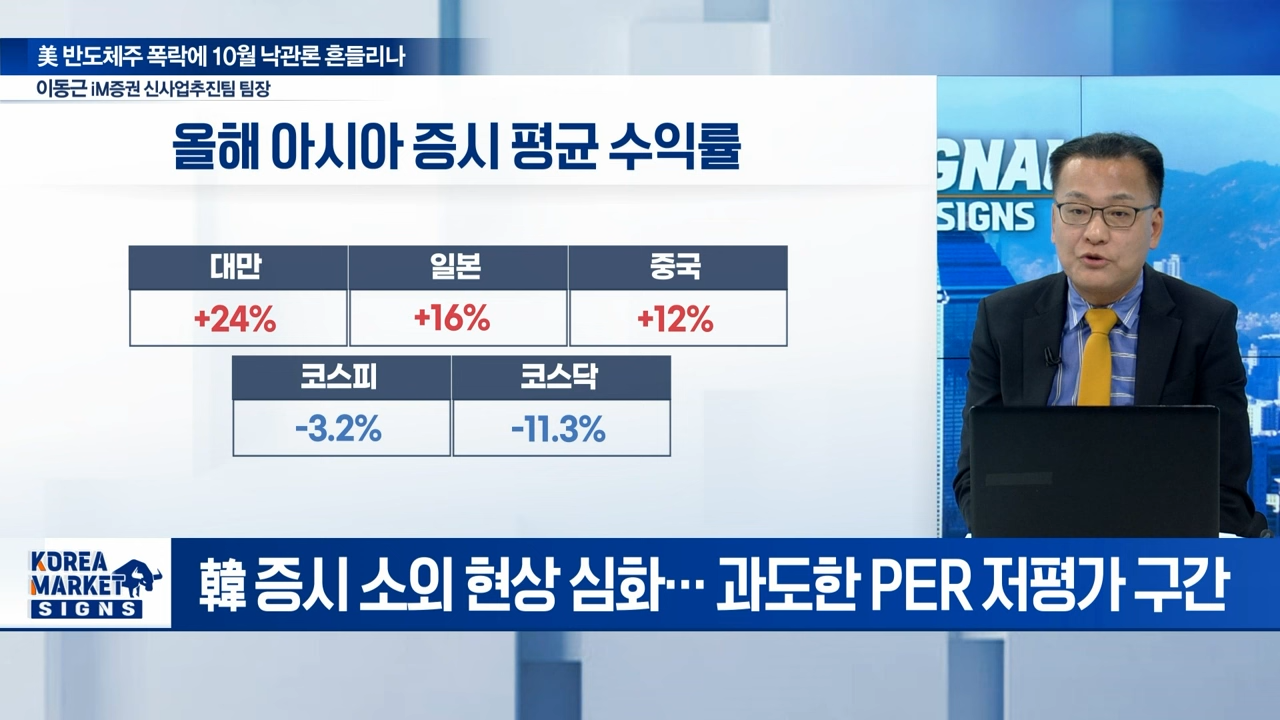 美 반도체주 폭락에 10월 낙관론 흔들리나
이동근 iM증권 신사업추진팀 팀장
올해 아시아 증시 평균 수익률
대만 일본 중국
+24% +16% +12%
코스피 코스닥
-3.2% -11.3%
GNAL
SIGNS
KOREA
MARKET
SIGNS
韓 증시 소외 현상 심화… 과도한 PER 저평가 구간